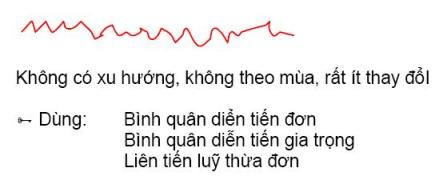 Không có xu hướng, không theo mùa, rất ít thay đổi
Dùng: Bình quân diển tiến đơn
Bình quân diễn tiến gia trọng
Liên tiến luỹ thừa đơn